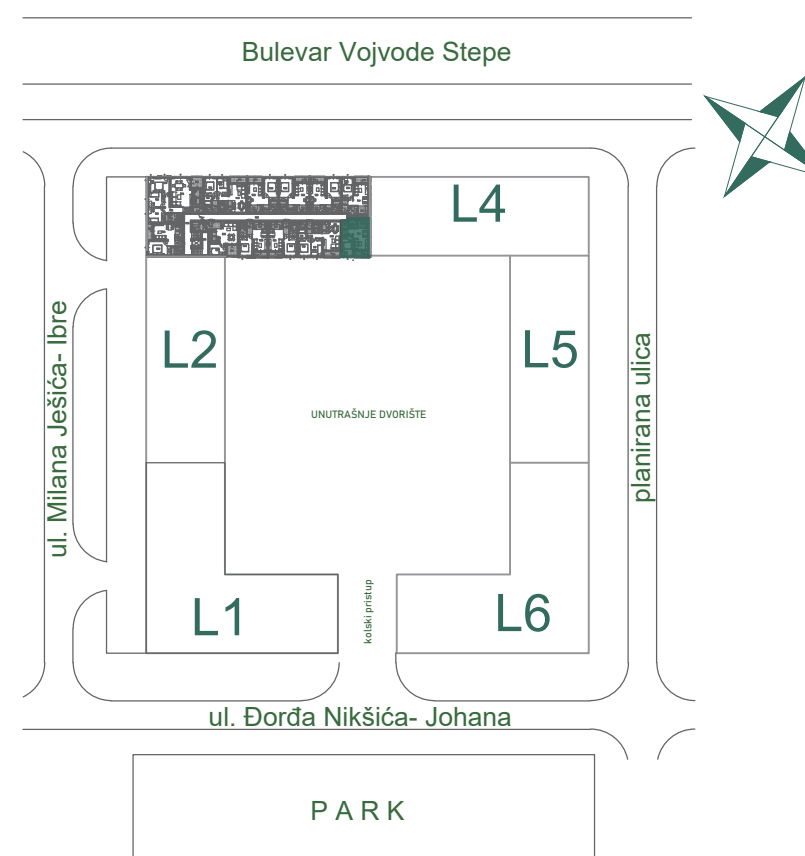 Bulevar Vojvode Stepe
L4
L2
L5
ul. Milana Ješića- Ibre
planirana ulica
UNUTRAŠNJE DVORIŠTE
L1
kolski pristup
L6
ul. Đorđa Nikšića- Johana
PARK